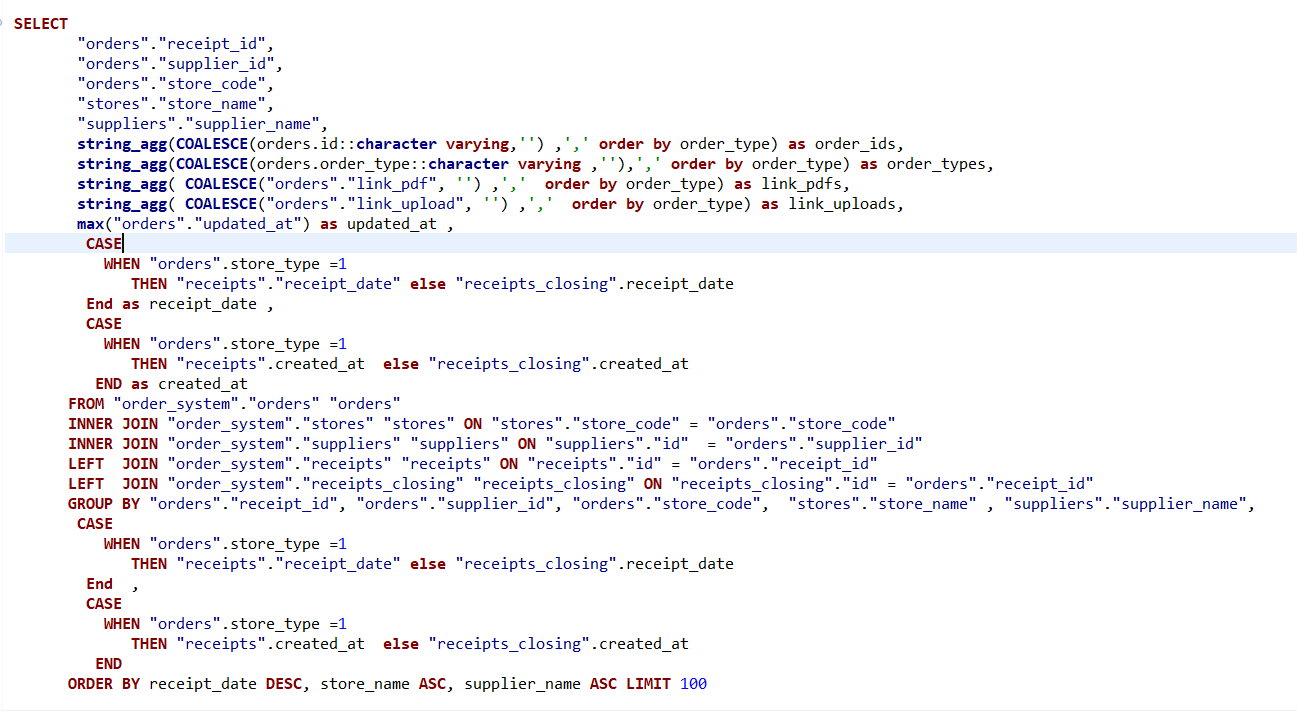 SELECT
"orders"."receipt_id",
"orders"."supplier_id",
"orders"."store_code",
"stores"."store_name",
"suppliers"."supplier_name",
string_agg(COALESCE(orders.id::character varying,'') ,',' order by order_type) as order_ids,
string_agg(COALESCE(orders.order_type::character varying ,''),',' order by order_type) as order_types,
string_agg( COALESCE("orders"."link_pdf", '') ,','  order by order_type) as link_pdfs,
string_agg( COALESCE("orders"."link_upload", '') ,','  order by order_type) as link_uploads,
max("orders"."updated_at") as updated_at ,
CASE
WHEN "orders".store_type =1
THEN "receipts"."receipt_date" else "receipts_closing".receipt_date
End as receipt_date ,
CASE
WHEN "orders".store_type =1
THEN "receipts".created_at  else "receipts_closing".created_at
END as created_at
FROM "order_system"."orders" "orders"
INNER JOIN "order_system"."stores" "stores" ON "stores"."store_code" = "orders"."store_code"
INNER JOIN "order_system"."suppliers" "suppliers" ON "suppliers"."id"  = "orders"."supplier_id"
LEFT  JOIN "order_system"."receipts" "receipts" ON "receipts"."id" = "orders"."receipt_id"
LEFT  JOIN "order_system"."receipts_closing" "receipts_closing" ON "receipts_closing"."id" = "orders"."receipt_id"
GROUP BY "orders"."receipt_id", "orders"."supplier_id", "orders"."store_code",  "stores"."store_name" , "suppliers"."supplier_name",
CASE
WHEN "orders".store_type =1
THEN "receipts"."receipt_date" else "receipts_closing".receipt_date
End  ,
CASE
WHEN "orders".store_type =1
THEN "receipts".created_at  else "receipts_closing".created_at
END
ORDER BY receipt_date DESC, store_name ASC, supplier_name ASC LIMIT 100